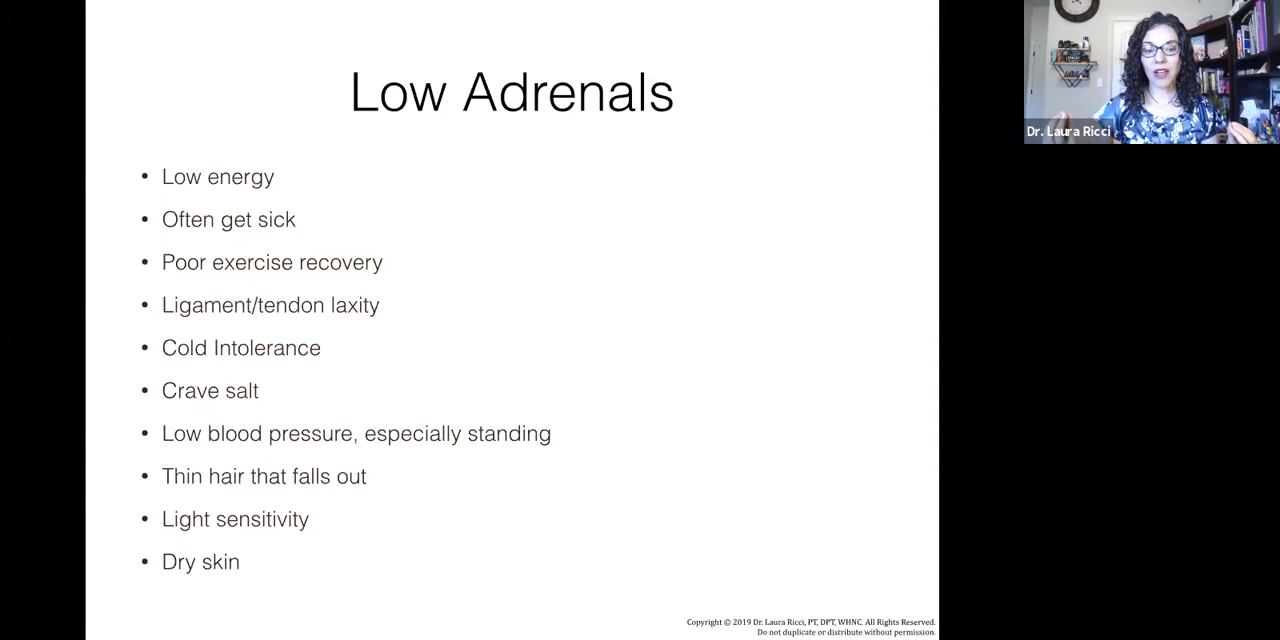 Low Adrenals
• Low energy
• Often get sick
• Poor exercise recovery
• Ligament/tendon laxity
• Cold Intolerance
• Crave salt
• Low blood pressure, especially standing
• Thin hair that falls out
• Light sensitivity
• Dry skin
Copyright © 2019 Dr. Laura Ricci, PT, DPT, WHNC. All Rights Reserved.
Do not duplicate or distribute without permission.
Dr. Laura Ricci